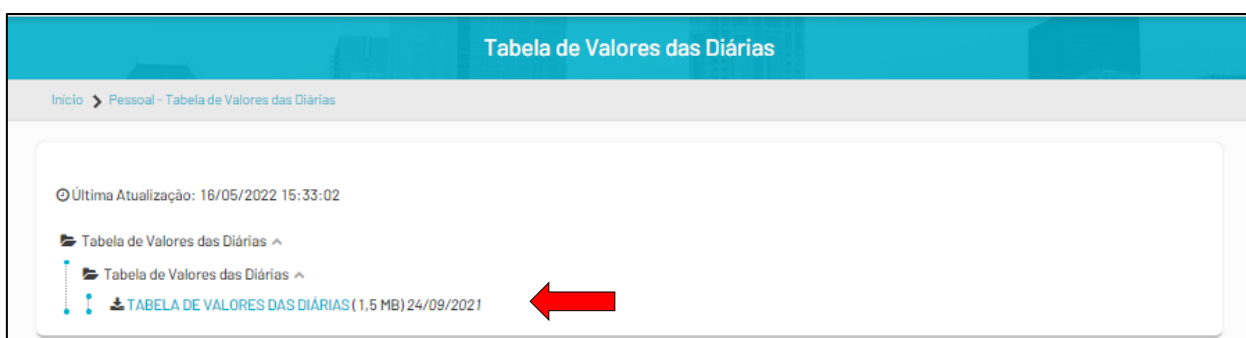 Tabela de Valores das Diárias
Início > Pessoal - Tabela de Valores das Diárias
Última Atualização: 16/05/2022 15:33:02
Tabela de Valores das Diárias
Tabela de Valores das Diárias
TABELA DE VALORES DAS DIÁRIAS (1,5 MB) 24/09/2021